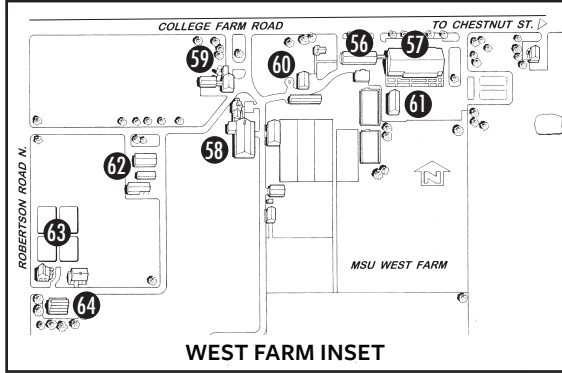 COLLEGE FARM ROAD
TO CHESTNUT ST.
56
57
59
60
61
58
62
ROBERTSON ROAD N.
63
N
MSU WEST FARM
64
WEST FARM INSET